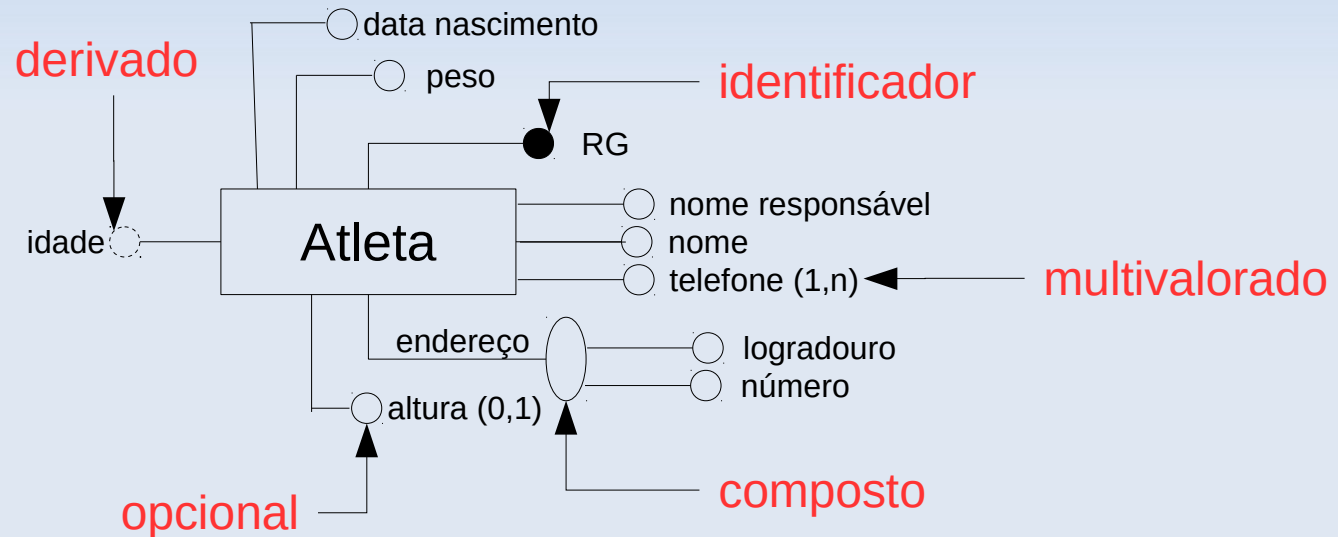 data nascimento
derivado
peso
identificador
RG
nome responsável
idade
Atleta
nome
telefone (1,n)
multivalorado
endereço
logradouro
número
altura (0,1)
composto
opcional